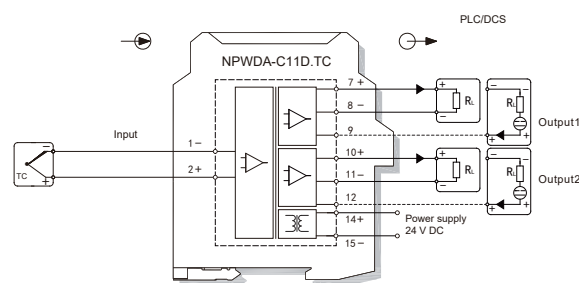 PLC/DCS
NPWDA-C11D.TC
Input
TC
−
+
1 −
2 +
7 +
8 −
9
10+
11 −
12
14+
15 −
+
RL
−
−
−
RL
+
+
Output1
+
RL
−
−
−
RL
+
+
Output2
Power supply
24 V DC